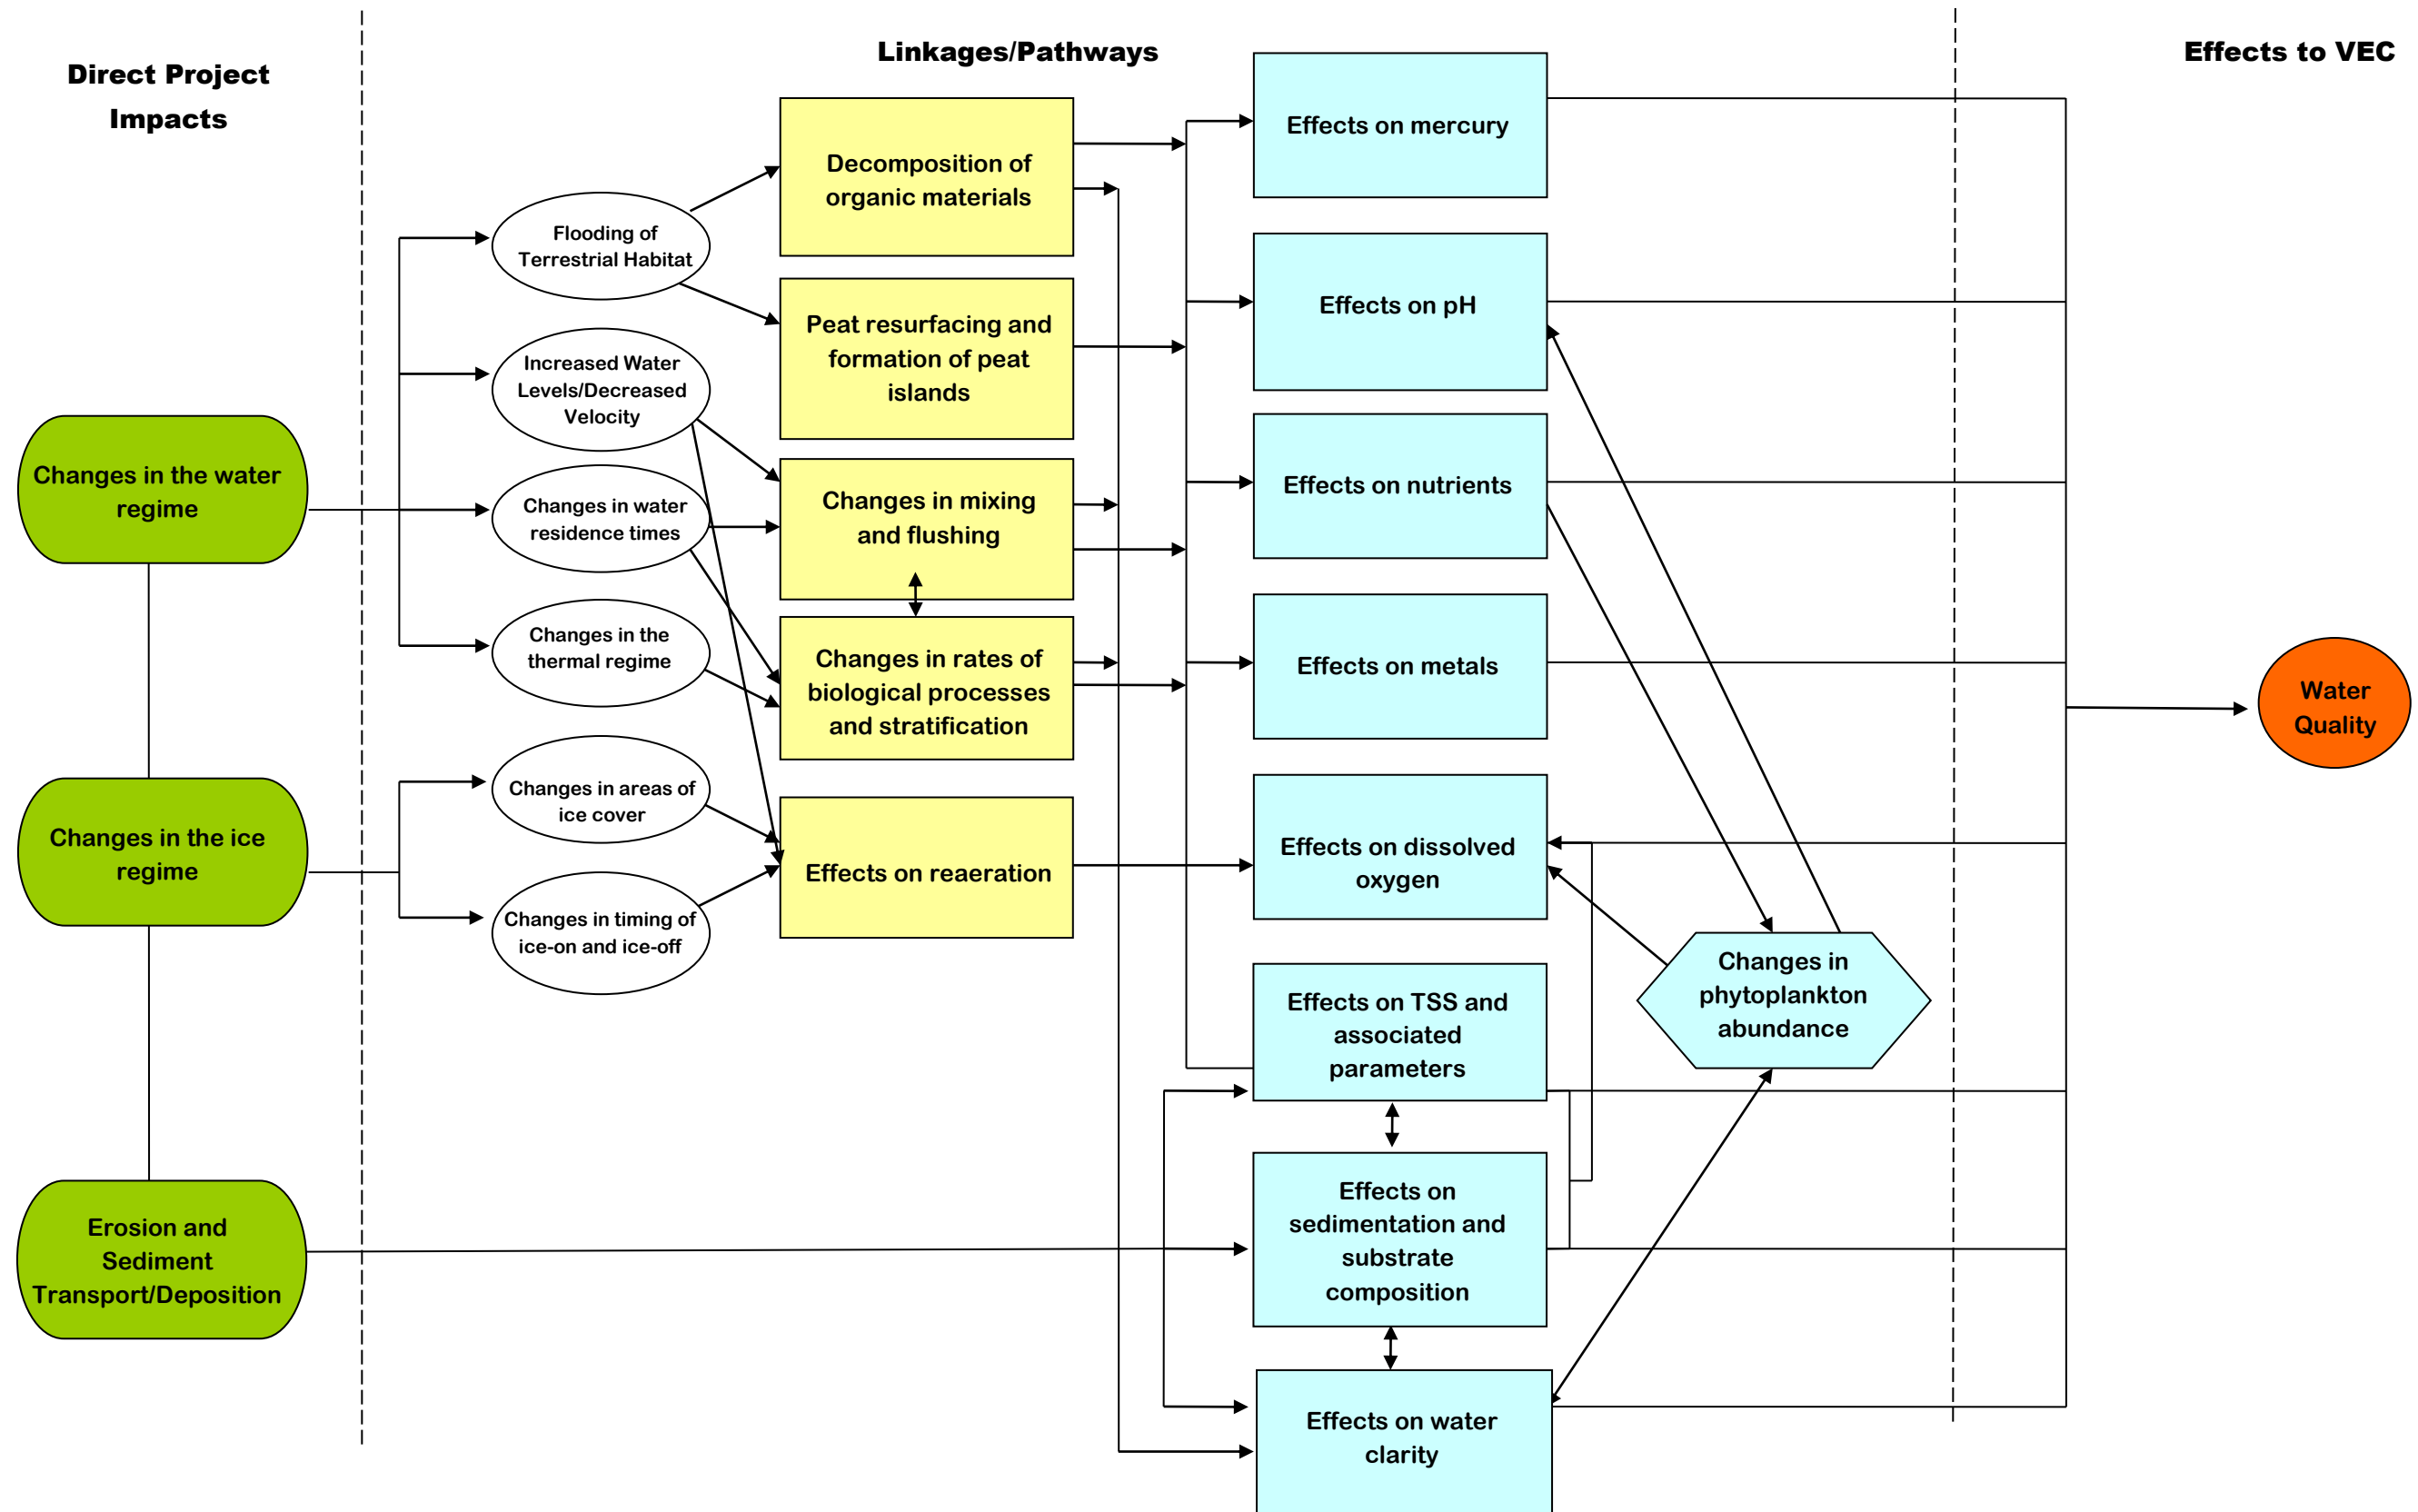 Direct Project
Impacts
Linkages/Pathways
Effects to VEC
Changes in the water
regime
Changes in the ice
regime
Erosion and
Sediment
Transport/Deposition
Flooding of
Terrestrial Habitat
Increased Water
Levels/Decreased
Velocity
Changes in water
residence times
Changes in the
thermal regime
Changes in areas of
ice cover
Changes in timing of
ice-on and ice-off
Decomposition of
organic materials
Peat resurfacing and
formation of peat
islands
Changes in mixing
and flushing
Changes in rates of
biological processes
and stratification
Effects on reaeration
Effects on mercury
Effects on pH
Effects on nutrients
Effects on metals
Effects on dissolved
oxygen
Effects on TSS and
associated
parameters
Effects on
sedimentation and
substrate
composition
Effects on water
clarity
Changes in
phytoplankton
abundance
Water
Quality